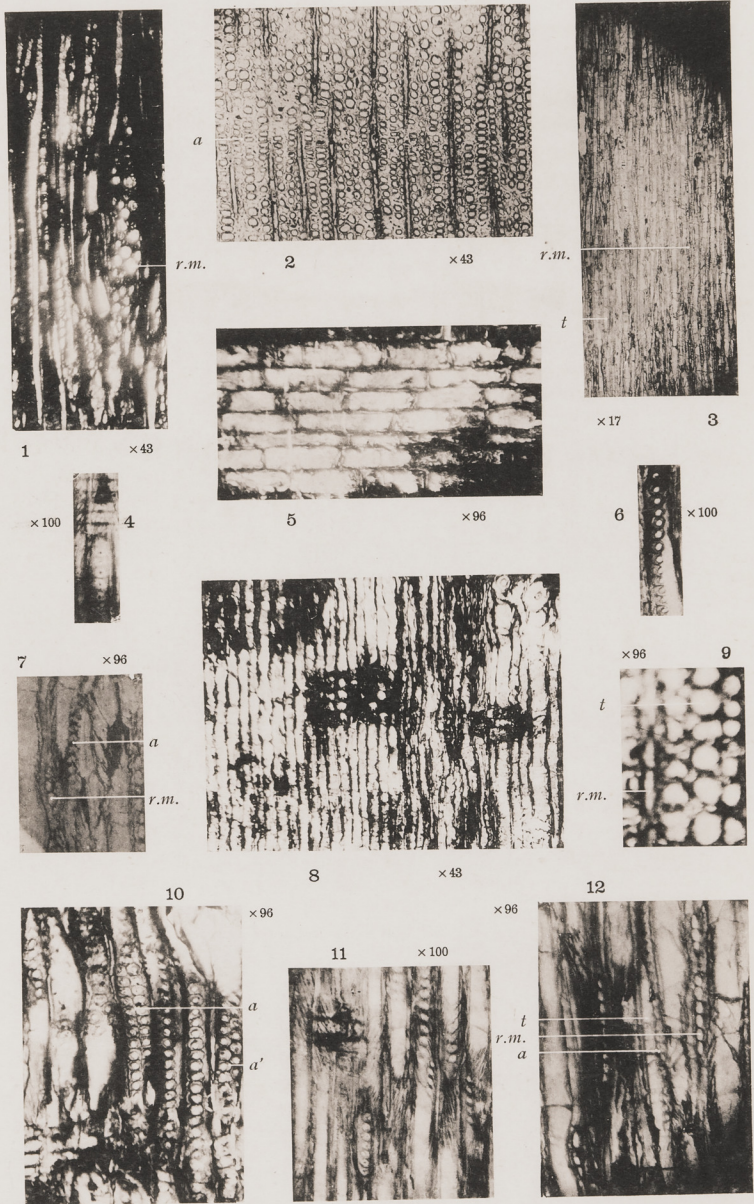 a
r.m.
2 ×43
r.m.
t
×17 3
1 ×43
×100 4
5 ×96
6 ×100
7 ×96
a
r.m.
8 ×43
×96 9
t
r.m.
10
×96
a
a'
11 ×100
×96
12
t
r.m.
a